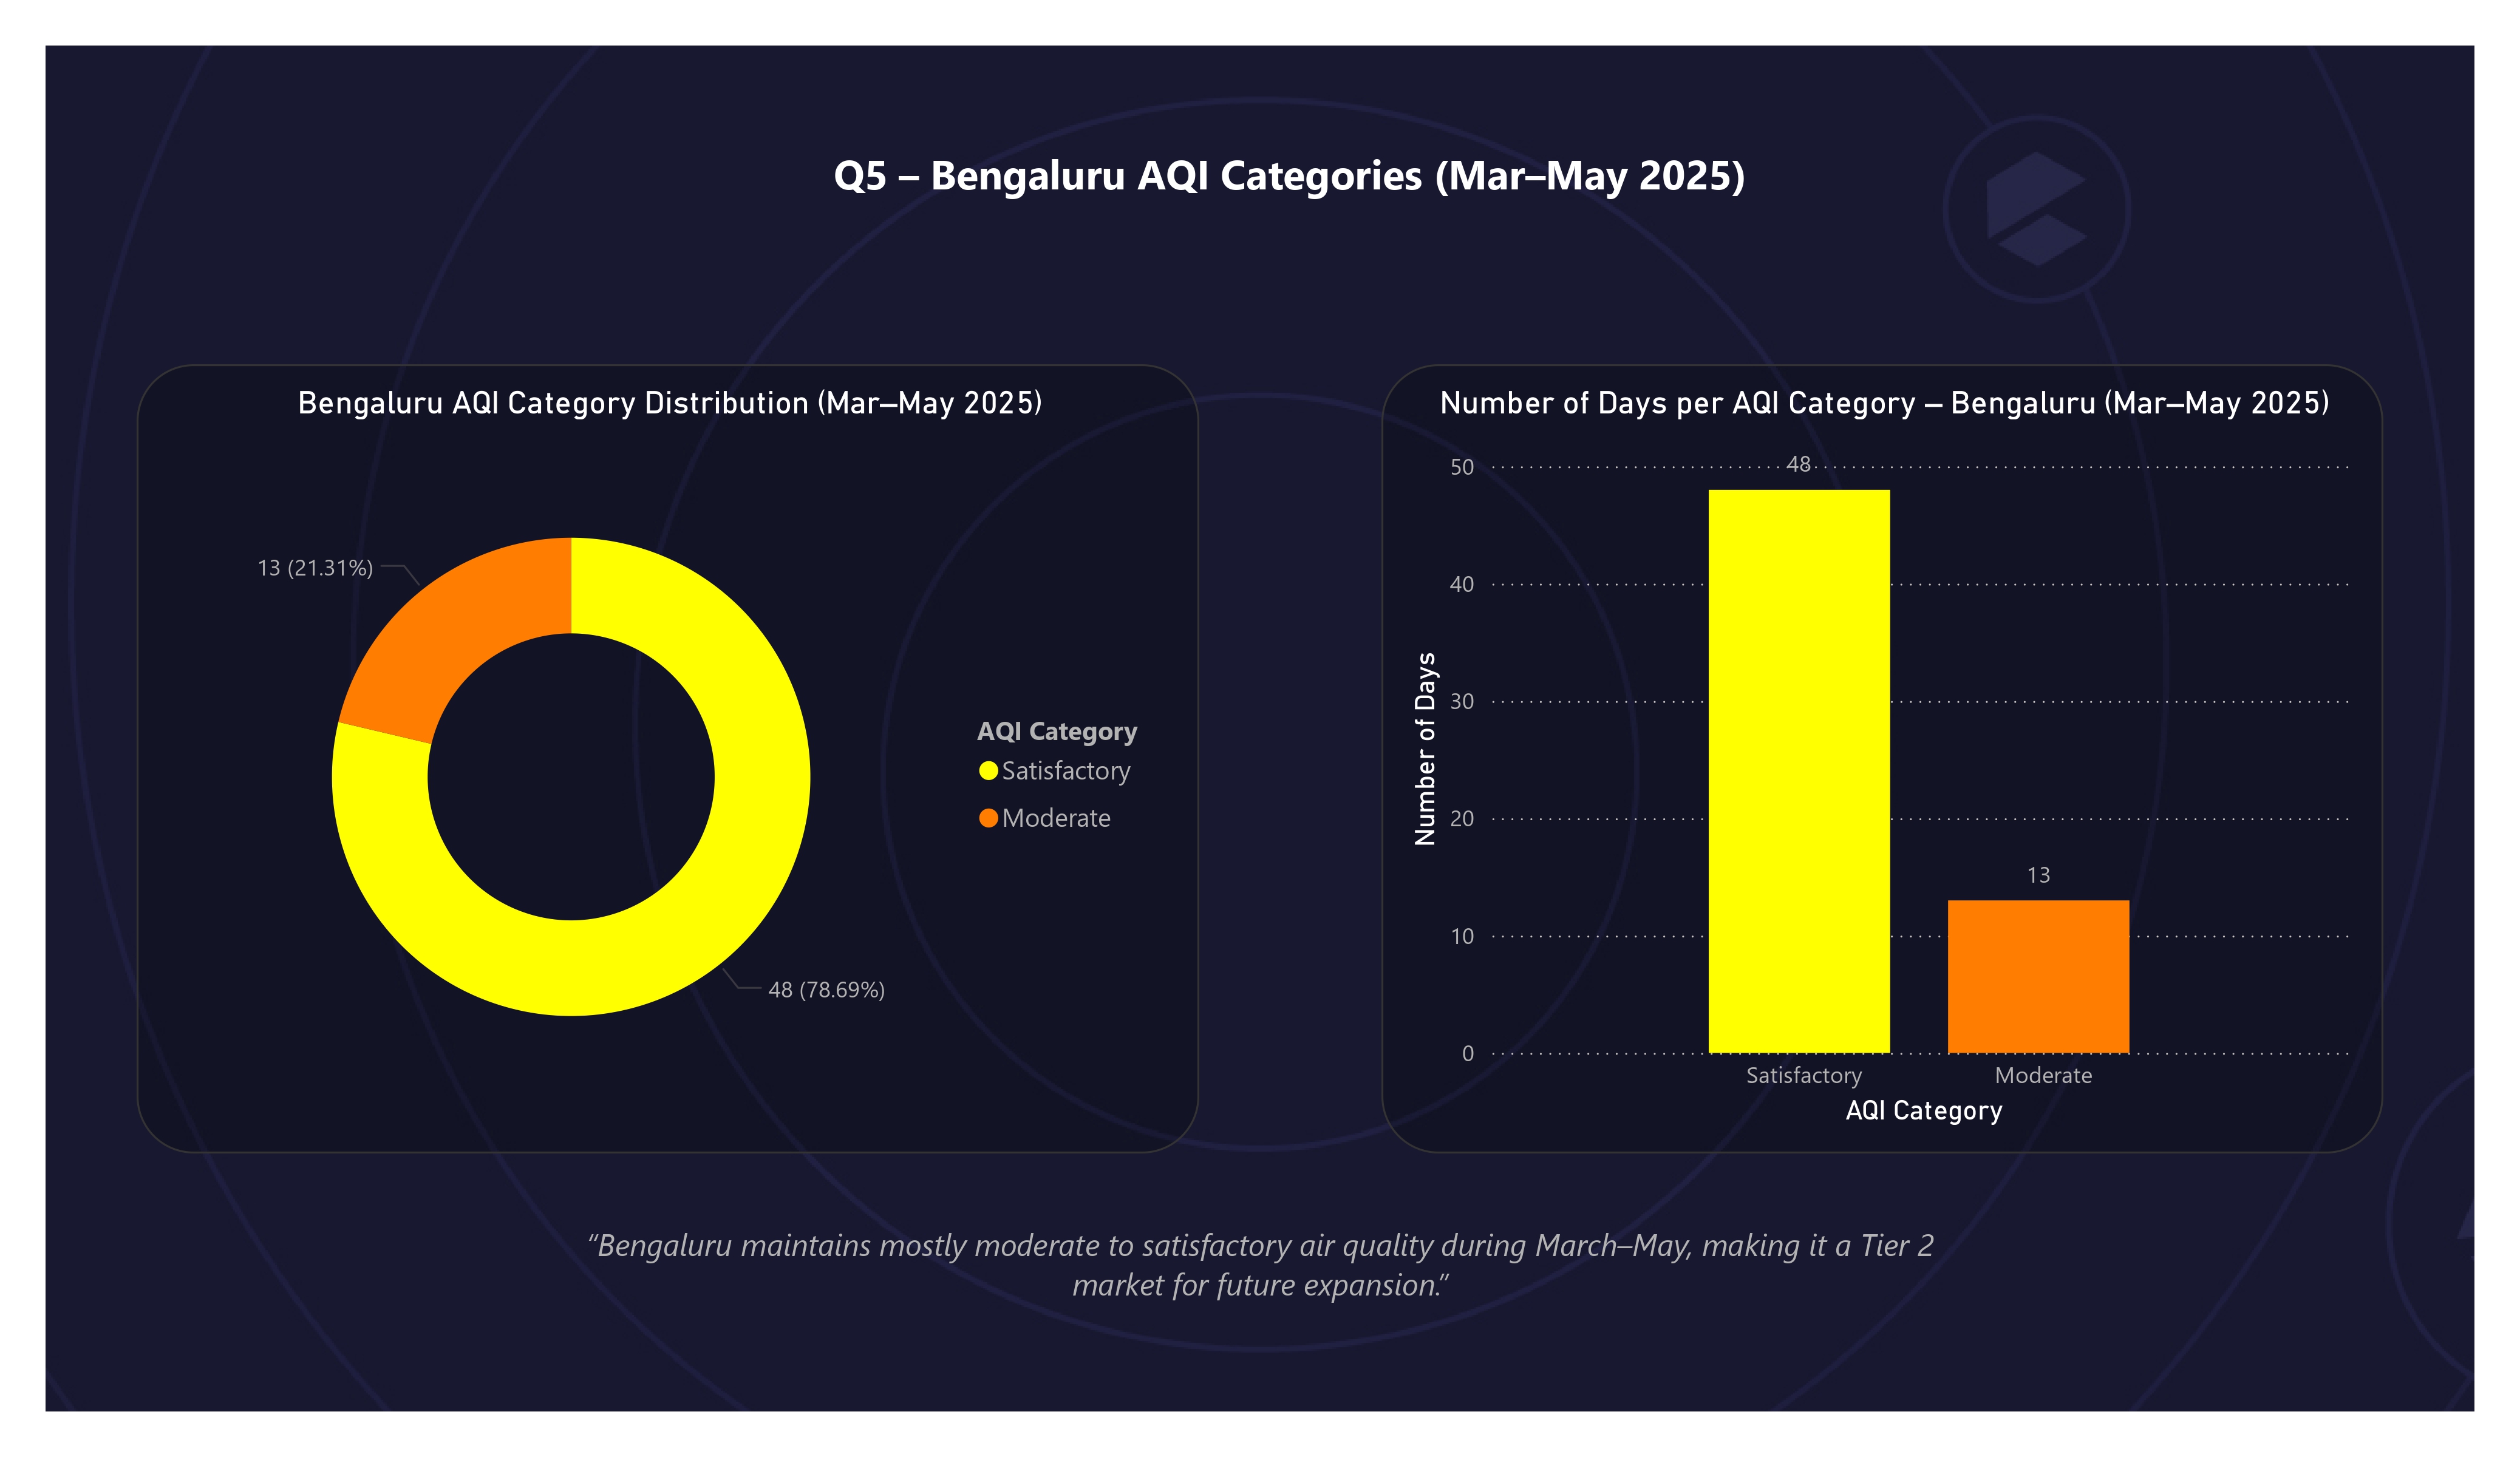 Q5 – Bengaluru AQI Categories (Mar–May 2025)
Bengaluru AQI Category Distribution (Mar–May 2025)
13 (21.31%)
48 (78.69%)
AQI Category
Satisfactory
Moderate
Number of Days per AQI Category – Bengaluru (Mar–May 2025)
Number of Days
50
40
30
20
10
0
48
13
Satisfactory
Moderate
AQI Category
“Bengaluru maintains mostly moderate to satisfactory air quality during March–May, making it a Tier 2
market for future expansion.”